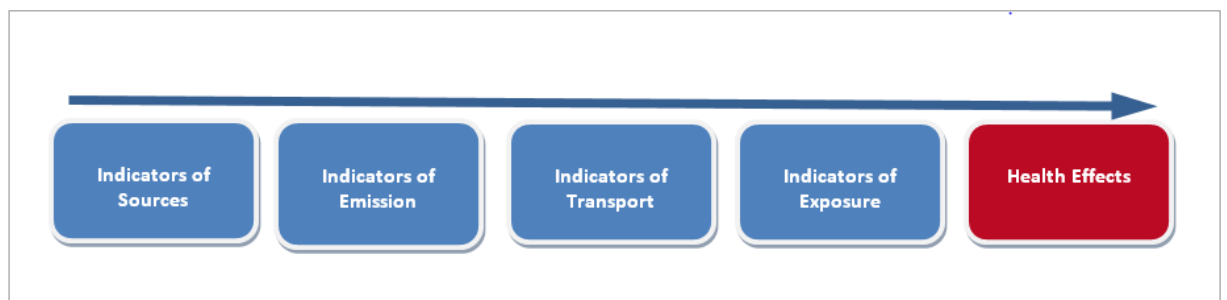 Indicators of
Sources
Indicators of
Emission
Indicators of
Transport
Indicators of
Exposure
Health Effects